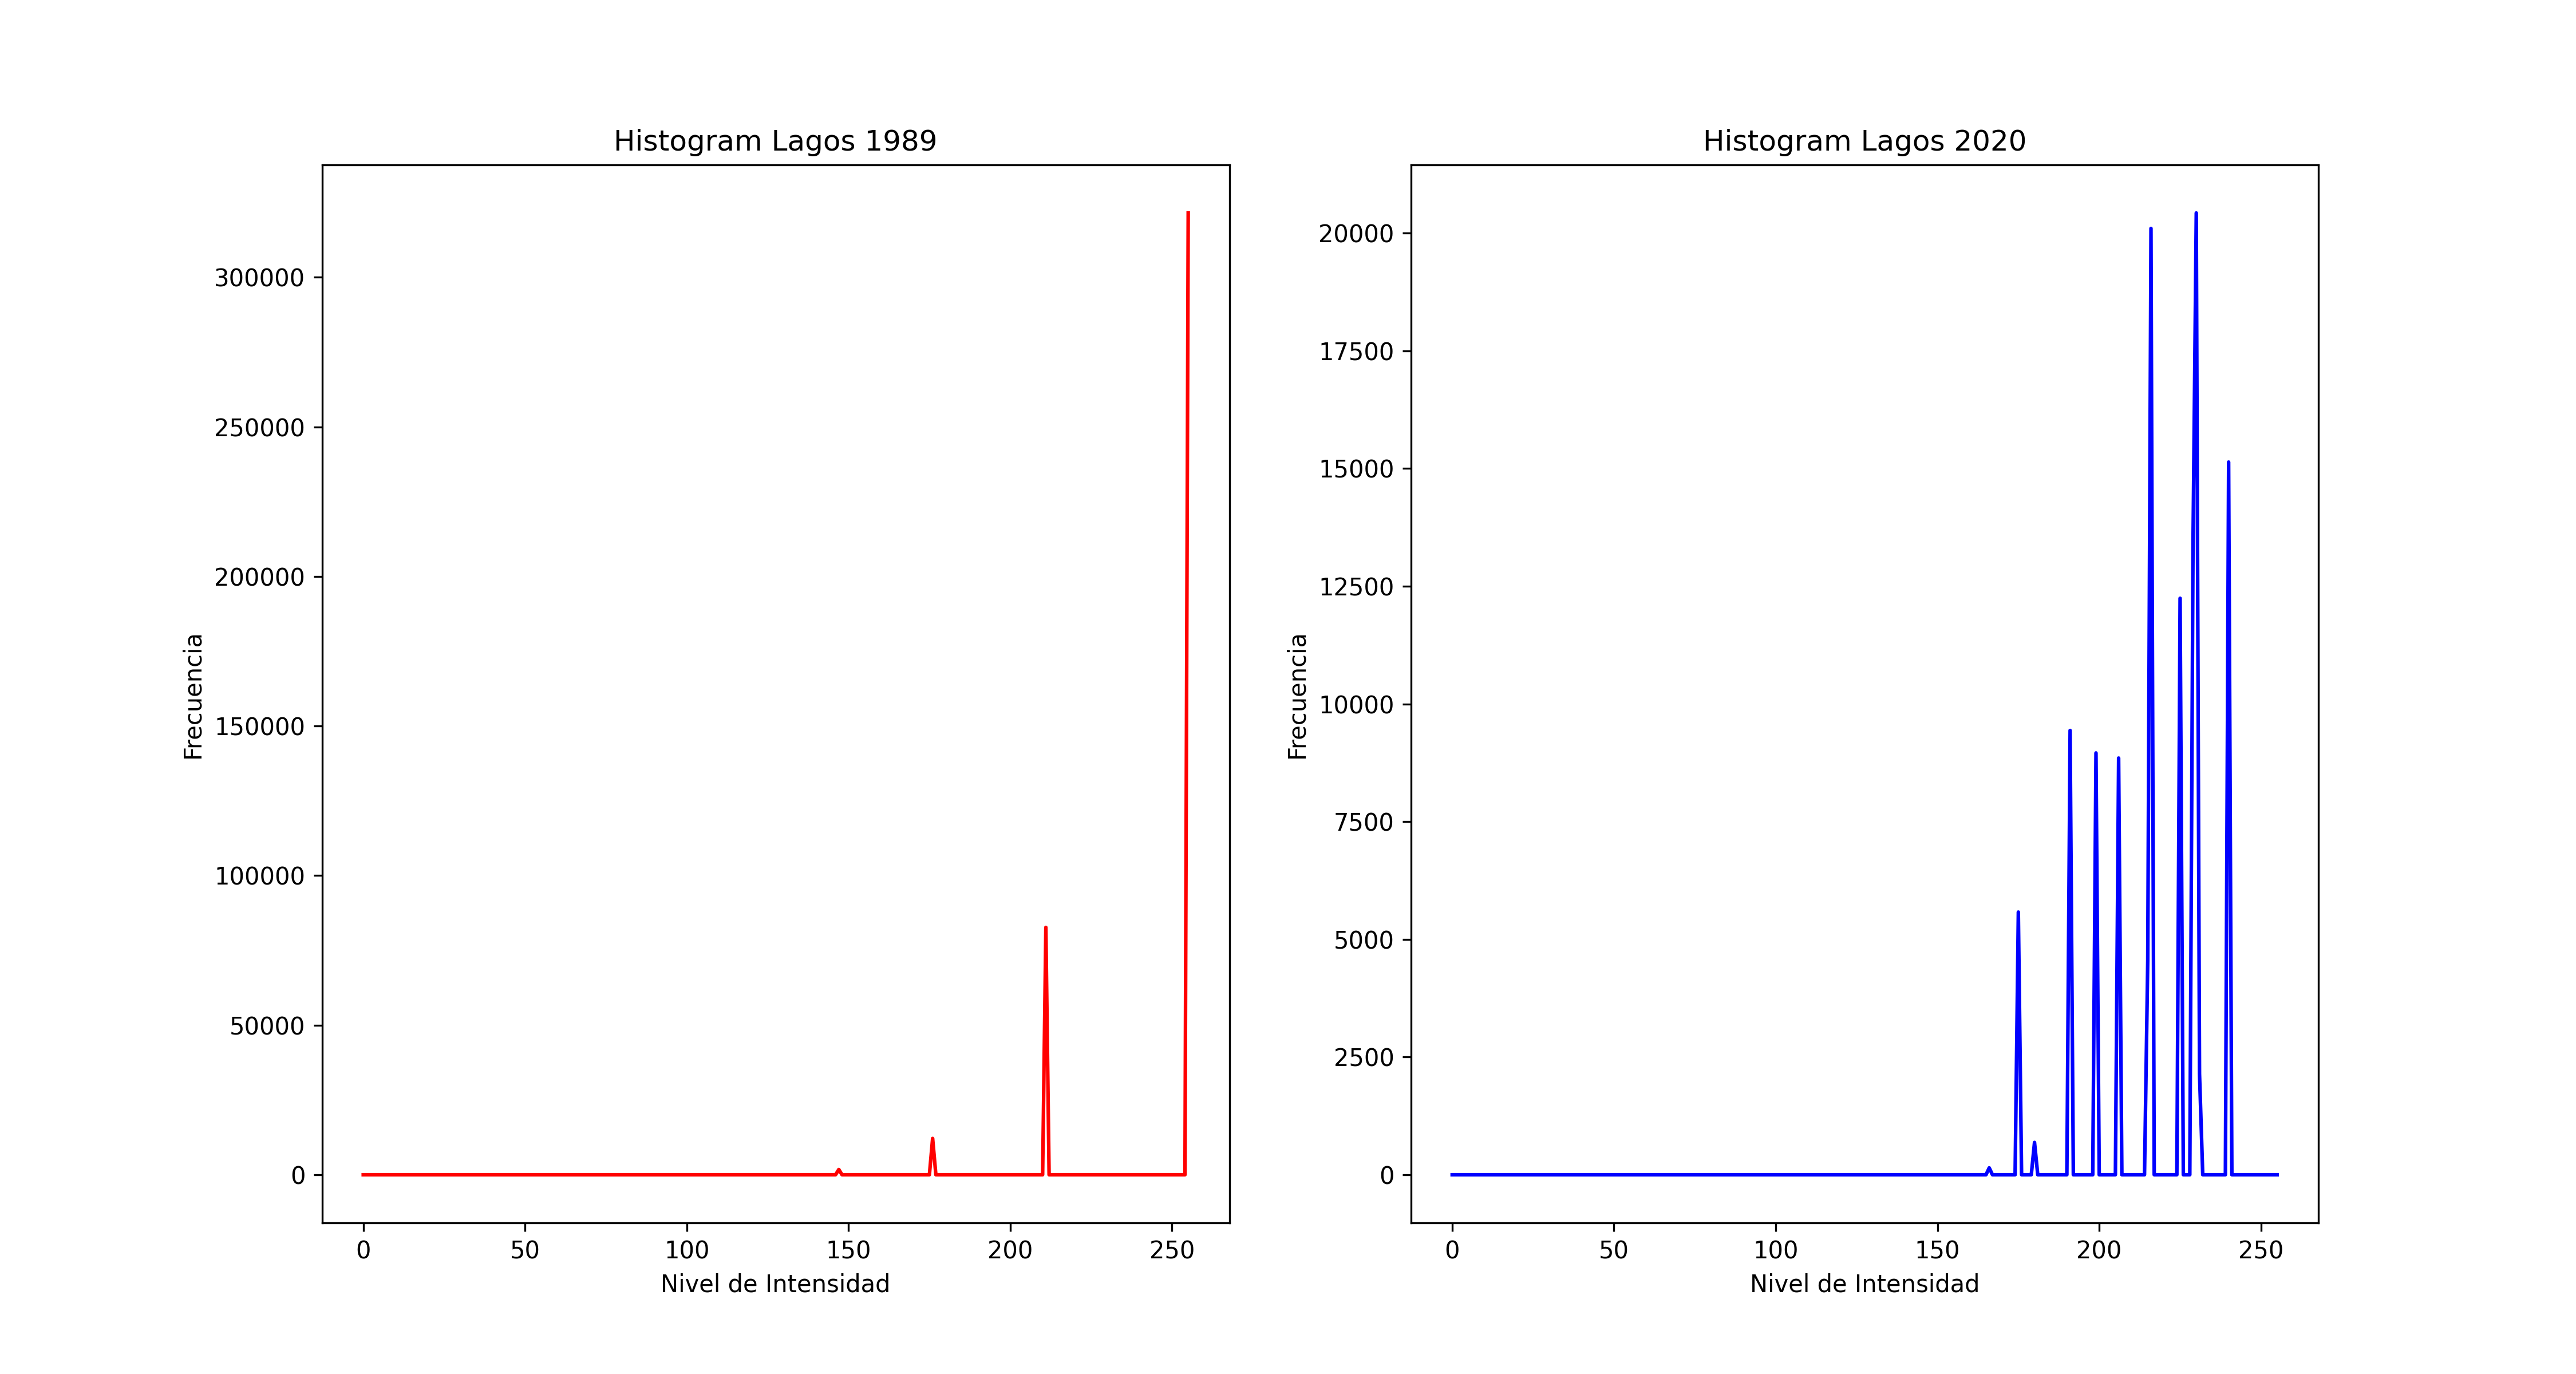 Histogram Lagos 1989
Frecuencia
300000
250000
200000
150000
100000
50000
0
0 50 100 150 200 250
Nivel de Intensidad
Histogram Lagos 2020
Frecuencia
20000
17500
15000
12500
10000
7500
5000
2500
0
0 50 100 150 200 250
Nivel de Intensidad